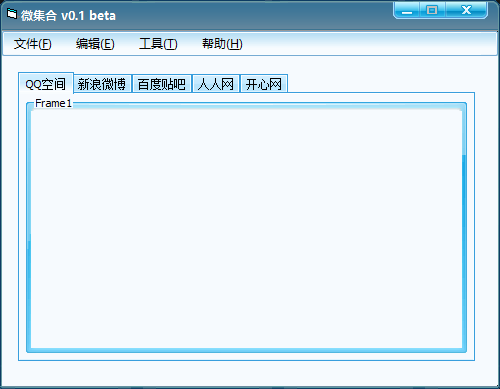 微集合 v0.1 beta
文件(F) 编辑(E) 工具(T) 帮助(H)
QQ空间 新浪微博 百度贴吧 人人网 开心网
Frame1